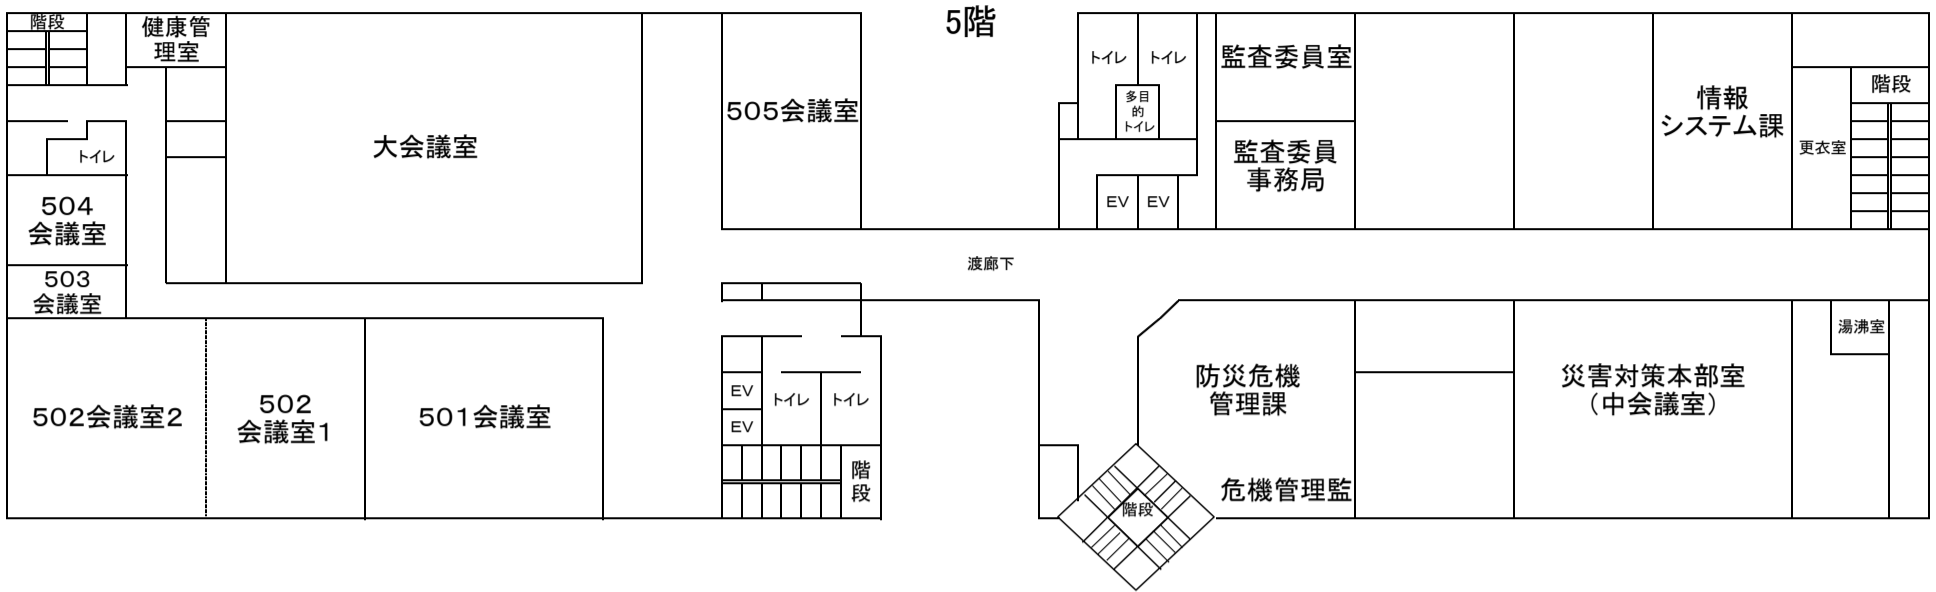 5階
階段
健康管
理室
大会議室
505会議室
トイレ
トイレ
多目
的
トイレ
監査委員室
監査委員
事務局
情報
システム課
階段
更衣室
トイレ
504
会議室
503
会議室
EV
EV
渡廊下
502会議室2
502
会議室1
501会議室
EV
EV
トイレ
トイレ
階
段
階段
防災危機
管理課
危機管理監
災害対策本部室
（中会議室）
湯沸室